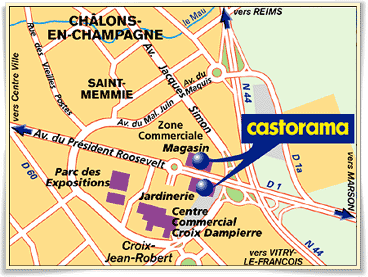 CHÂLONS-
EN-CHAMPAGNE
le Mau
vers REIMS
Rue des Vieilles Postes
vers Centre Ville
SAINT-
MEMMIE
Av. Jacques Simon
Av. du
Maquis
N 44
Av. du Mal. Juin
Zone
Commerciale
Magasin
castorama
D 1a
Av. du Président Roosevelt
D 60
Parc des
Expositions
Jardinerie
D 1
vers MARSON
Centre
Commercial
Croix Dampierre
Croix-
Jean-Robert
vers VITRY-
LE-FRANCOIS
N 44